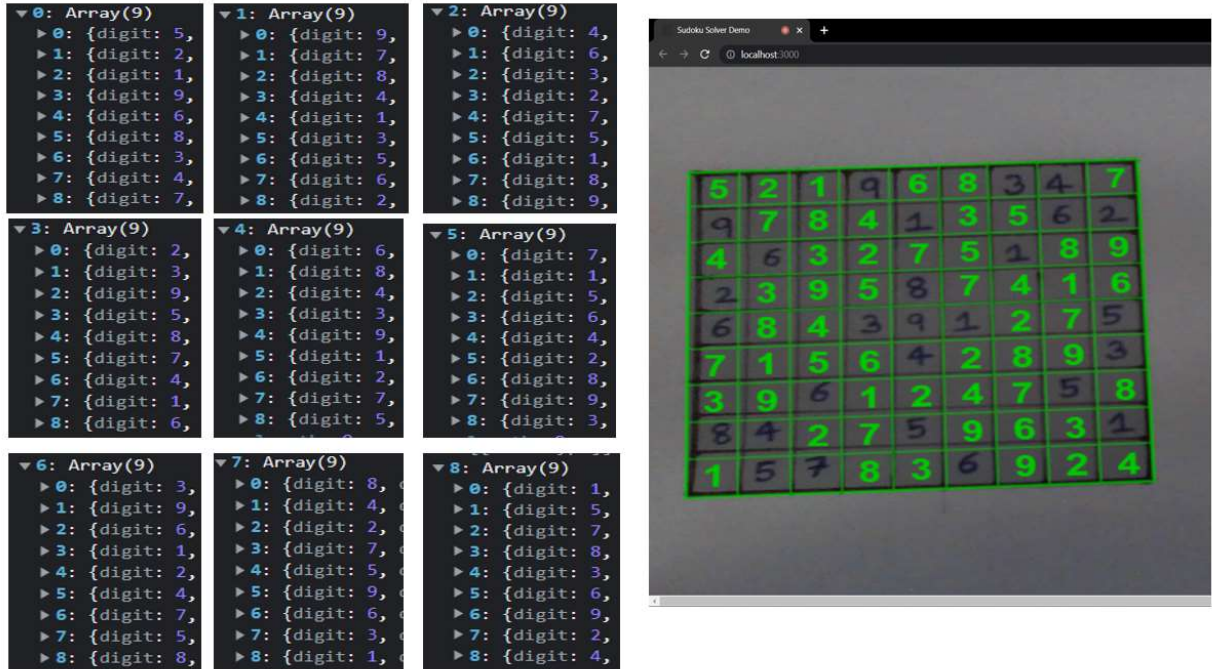 ▼0: Array(9)
▶0: {digit: 5,
▶1: {digit: 2,
▶2: {digit: 1,
▶3: {digit: 9,
▶4: {digit: 6,
▶5: {digit: 8,
▶6: {digit: 3,
▶7: {digit: 4,
▶8: {digit: 7,
▼1: Array(9)
▶0: {digit: 9,
▶1: {digit: 7,
▶2: {digit: 8,
▶3: {digit: 4,
▶4: {digit: 1,
▶5: {digit: 3,
▶6: {digit: 5,
▶7: {digit: 6,
▶8: {digit: 2,
▼2: Array(9)
▶0: {digit: 4,
▶1: {digit: 6,
▶2: {digit: 3,
▶3: {digit: 2,
▶4: {digit: 7,
▶5: {digit: 5,
▶6: {digit: 1,
▶7: {digit: 8,
▶8: {digit: 9,
▼3: Array(9)
▶0: {digit: 2,
▶1: {digit: 3,
▶2: {digit: 9,
▶3: {digit: 5,
▶4: {digit: 8,
▶5: {digit: 7,
▶6: {digit: 4,
▶7: {digit: 1,
▶8: {digit: 6,
▼4: Array(9)
▶0: {digit: 6,
▶1: {digit: 8,
▶2: {digit: 4,
▶3: {digit: 3,
▶4: {digit: 9,
▶5: {digit: 1,
▶6: {digit: 2,
▶7: {digit: 7,
▶8: {digit: 5,
▼5: Array(9)
▶0: {digit: 7,
▶1: {digit: 1,
▶2: {digit: 5,
▶3: {digit: 6,
▶4: {digit: 4,
▶5: {digit: 2,
▶6: {digit: 8,
▶7: {digit: 9,
▶8: {digit: 3,
▼6: Array(9)
▶0: {digit: 3,
▶1: {digit: 9,
▶2: {digit: 6,
▶3: {digit: 1,
▶4: {digit: 2,
▶5: {digit: 4,
▶6: {digit: 7,
▶7: {digit: 5,
▶8: {digit: 8,
▼7: Array(9)
▶0: {digit: 8,
▶1: {digit: 4,
▶2: {digit: 2,
▶3: {digit: 7,
▶4: {digit: 5,
▶5: {digit: 9,
▶6: {digit: 6,
▶7: {digit: 3,
▶8: {digit: 1,
▼8: Array(9)
▶0: {digit: 1,
▶1: {digit: 5,
▶2: {digit: 7,
▶3: {digit: 8,
▶4: {digit: 3,
▶5: {digit: 6,
▶6: {digit: 9,
▶7: {digit: 2,
▶8: {digit: 4,
Sudoku Solver Demo
localhost:3000
5 2 1 9 6 8 3 4 7
9 7 8 4 1 3 5 6 2
4 6 3 2 7 5 1 8 9
2 3 9 5 8 7 4 1 6
6 8 4 3 9 1 2 7 5
7 1 5 6 4 2 8 9 3
3 9 6 1 2 4 7 5 8
8 4 2 7 5 9 6 3 1
1 5 7 8 3 6 9 2 4